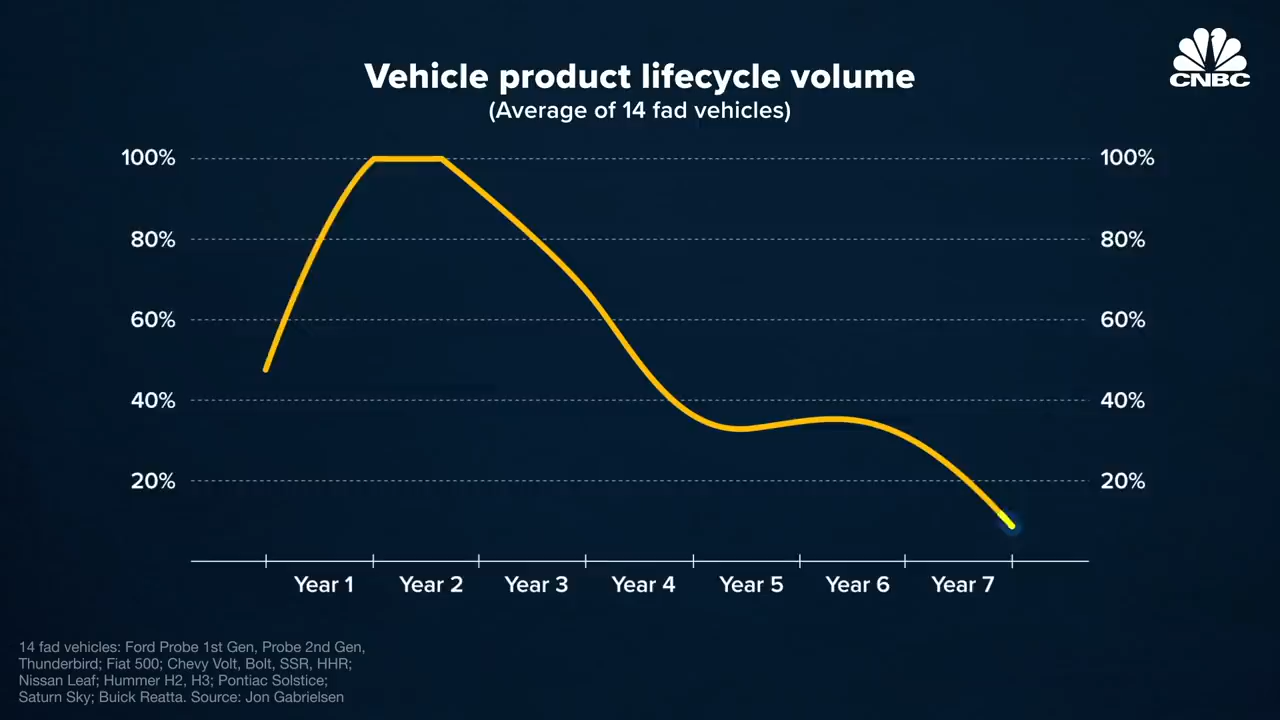 CNBC
Vehicle product lifecycle volume
(Average of 14 fad vehicles)
100%
100%
80%
80%
60%
60%
40%
40%
20%
20%
Year 1
Year 2
Year 3
Year 4
Year 5
Year 6
Year 7
14 fad vehicles: Ford Probe 1st Gen, Probe 2nd Gen,
Thunderbird; Fiat 500; Chevy Volt, Bolt, SSR, HHR;
Nissan Leaf; Hummer H2, H3; Pontiac Solstice;
Saturn Sky; Buick Reatta. Source: Jon Gabrielsen